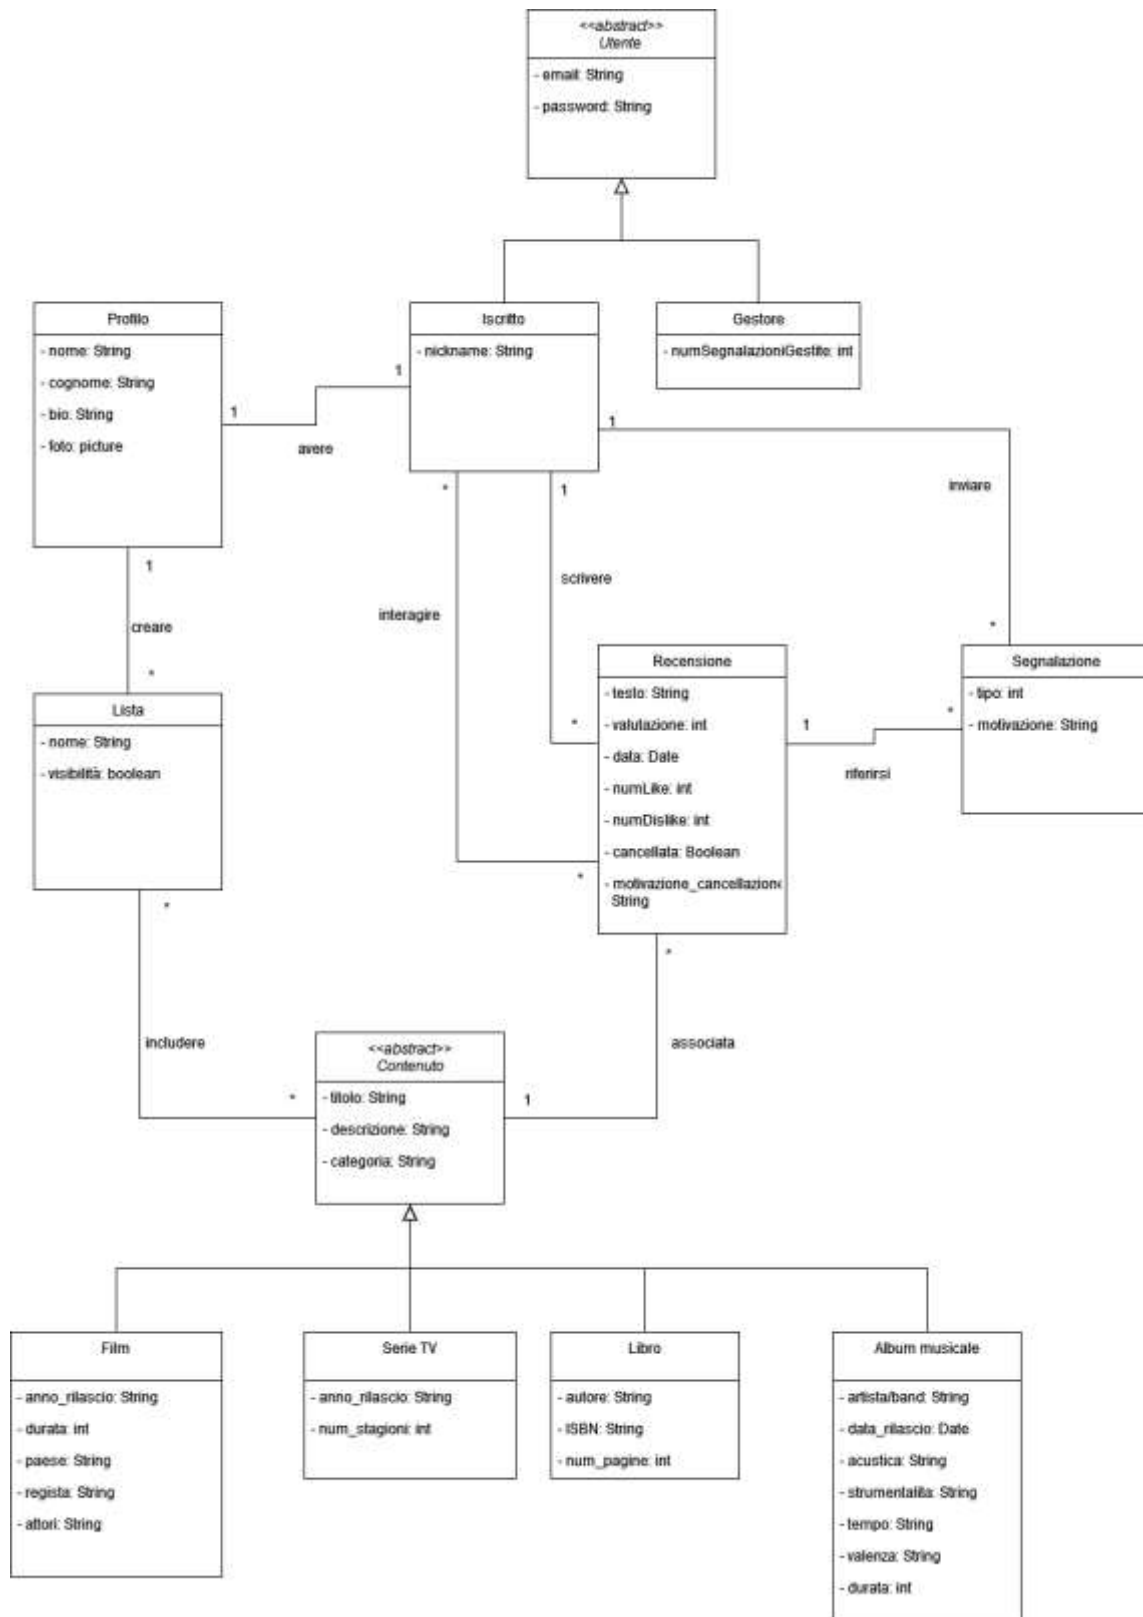 <<abstract>>
Utente
- email: String
- password: String
Profilo
- nome: String
- cognome: String
- bio: String
- foto: picture
Iscritto
- nickname: String
Gestore
- numSegnalazioniGestite: int
1
1
avere
1
inviare
*
1
*
1
scrivere
interagire
creare
*
*
Lista
- nome: String
- visibilità: boolean
Recensione
- testo: String
- valutazione: int
- data: Date
- numLike: int
- numDislike: int
- cancellata: Boolean
- motivazione_cancellazione
String
*
*
1
*
riferirsi
Segnalazione
- tipo: int
- motivazione: String
*
*
includere
associata
*
1
<<abstract>>
Contenuto
- titolo: String
- descrizione: String
- categoria: String
Film
- anno_rilascio: String
- durata: int
- paese: String
- regista: String
- attori: String
Serie TV
- anno_rilascio: String
- num_stagioni: int
Libro
- autore: String
- ISBN: String
- num_pagine: int
Album musicale
- artista/band: String
- data_rilascio: Date
- acustica: String
- strumentalita: String
- tempo: String
- valenza: String
- durata: int